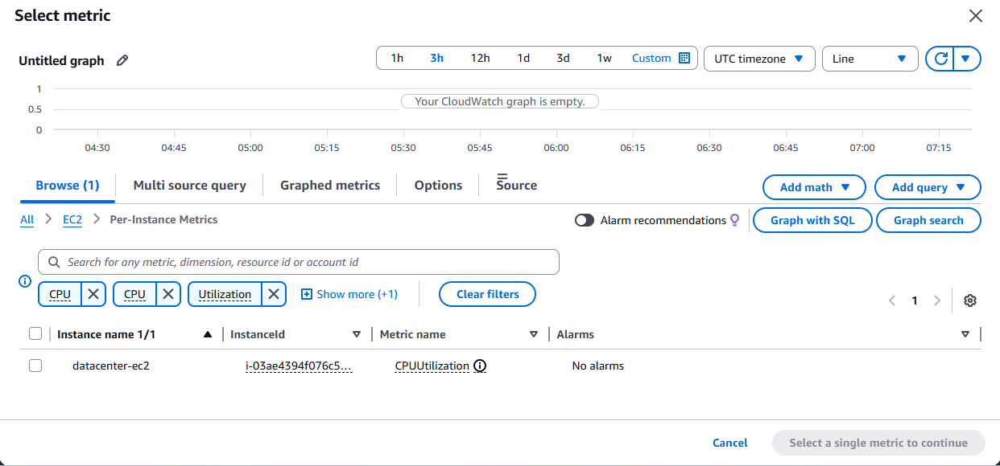 Select metric
Untitled graph
1h 3h 12h 1d 3d 1w Custom
UTC timezone
Line
1
0.5
0
Your CloudWatch graph is empty.
04:30 04:45 05:00 05:15 05:30 05:45 06:00 06:15 06:30 06:45 07:00 07:15
Browse (1) Multi source query Graphed metrics Options Source
Add math Add query
All EC2 Per-Instance Metrics
Alarm recommendations
Graph with SQL Graph search
Search for any metric, dimension, resource id or account id
CPU CPU Utilization Show more (+1) Clear filters
1
Instance name 1/1 InstanceId Metric name Alarms
datacenter-ec2 i-03ae4394f076c5... CPUUtilization No alarms
Cancel Select a single metric to continue